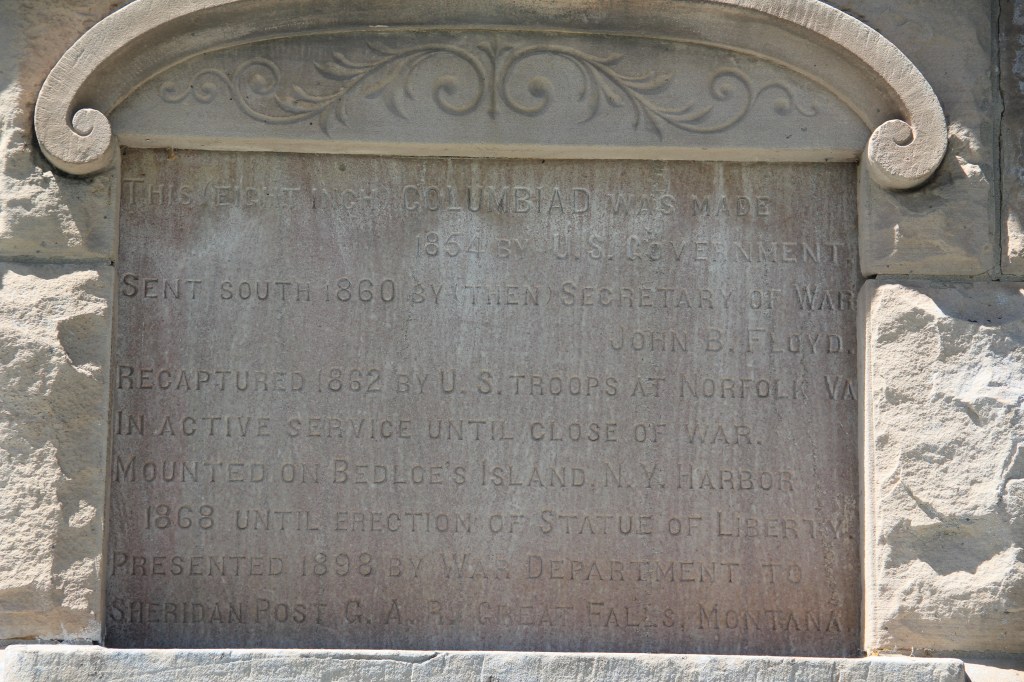 THIS (EIGHT INCH) COLUMBIAD WAS MADE
1854 BY U.S. GOVERNMENT.
SENT SOUTH 1860 BY (THEN) SECRETARY OF WAR
JOHN B. FLOYD.
RECAPTURED 1862 BY U.S. TROOPS AT NORFOLK VA
IN ACTIVE SERVICE UNTIL CLOSE OF WAR.
MOUNTED ON BEDLOE'S ISLAND, N.Y. HARBOR
1868 UNTIL ERECTION OF STATUE OF LIBERTY.
PRESENTED 1898 BY WAR DEPARTMENT TO
SHERIDAN POST G. A. R. GREAT FALLS, MONTANA